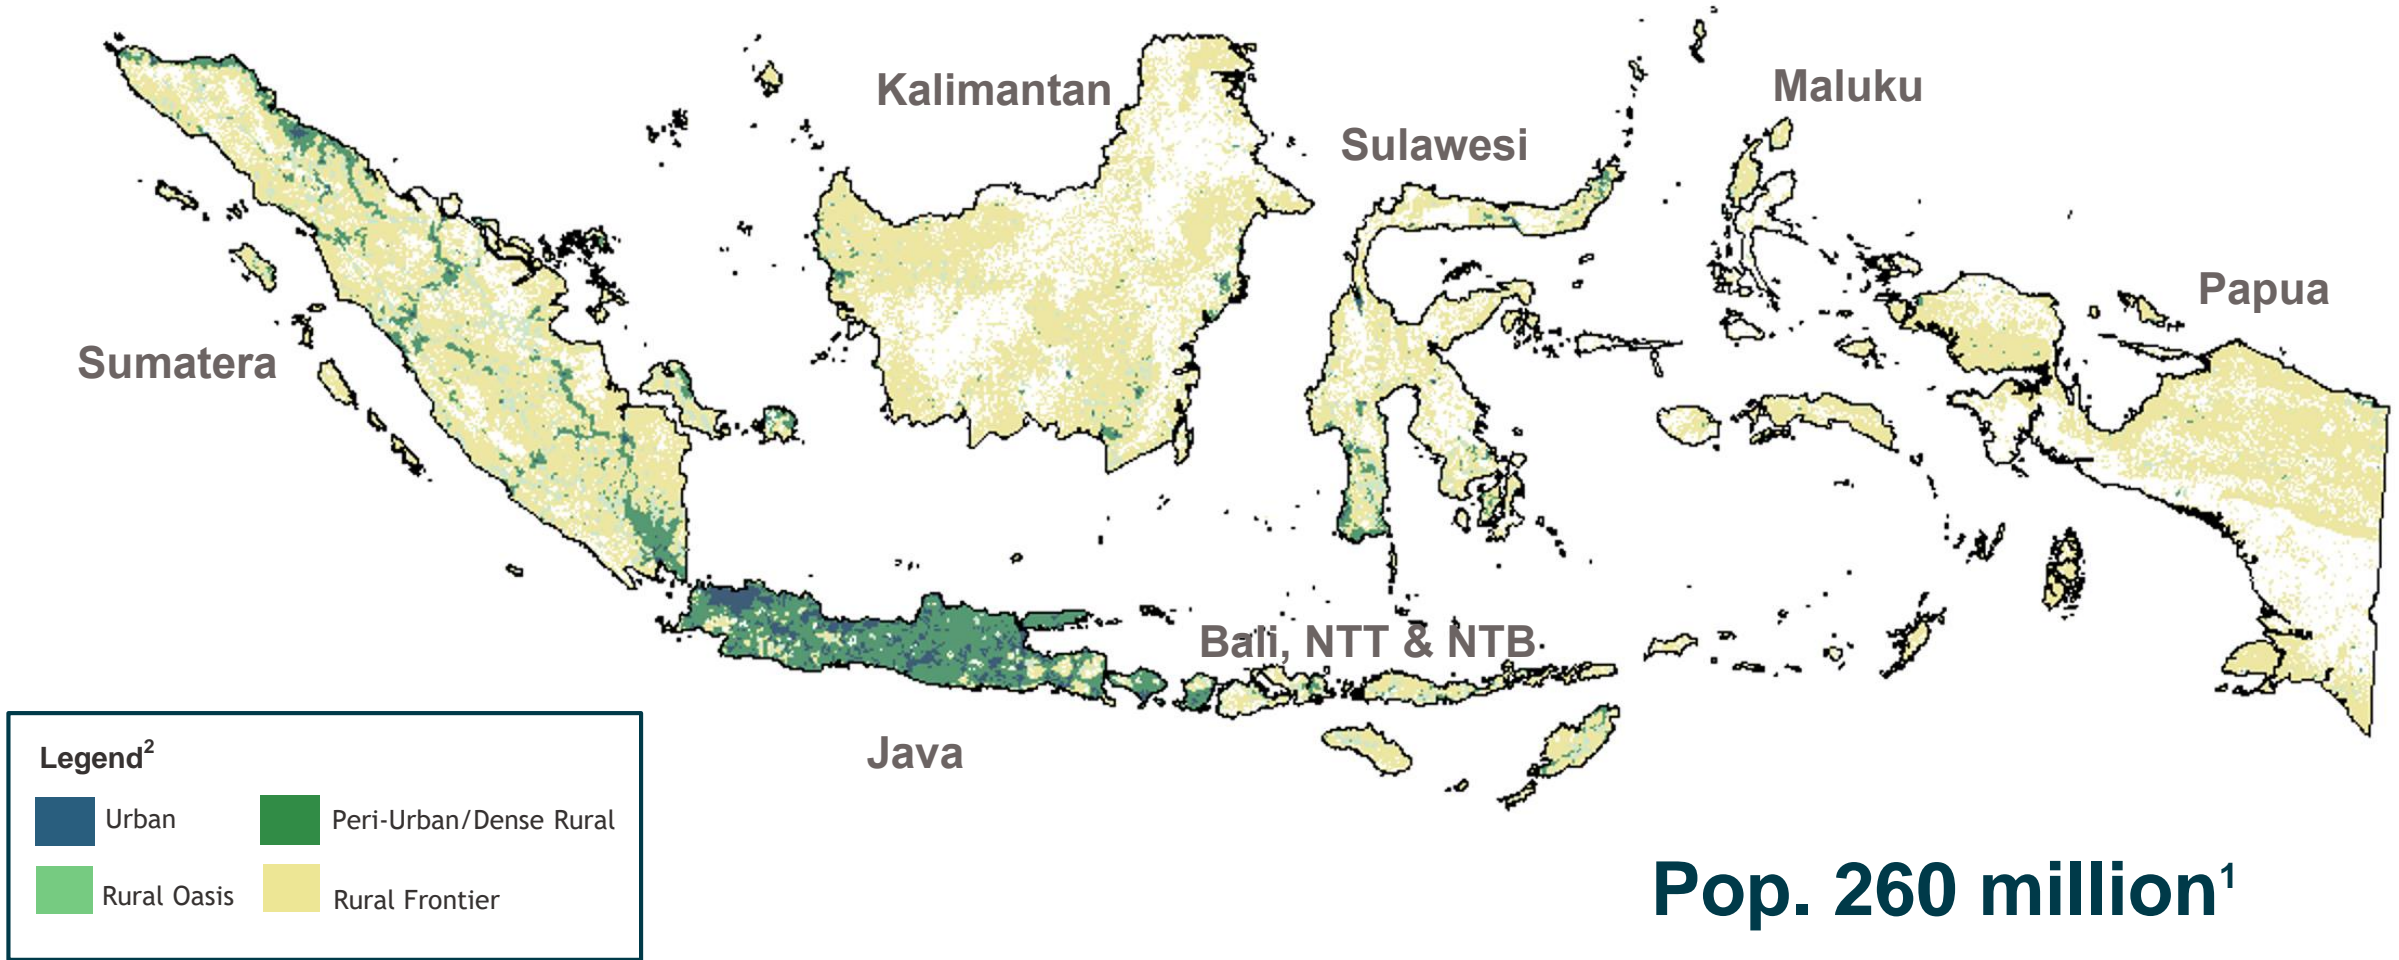 Kalimantan
Maluku
Sulawesi
Papua
Sumatera
Bali, NTT & NTB
Java
Legend²
Urban
Peri-Urban/Dense Rural
Rural Oasis
Rural Frontier
Pop. 260 million¹